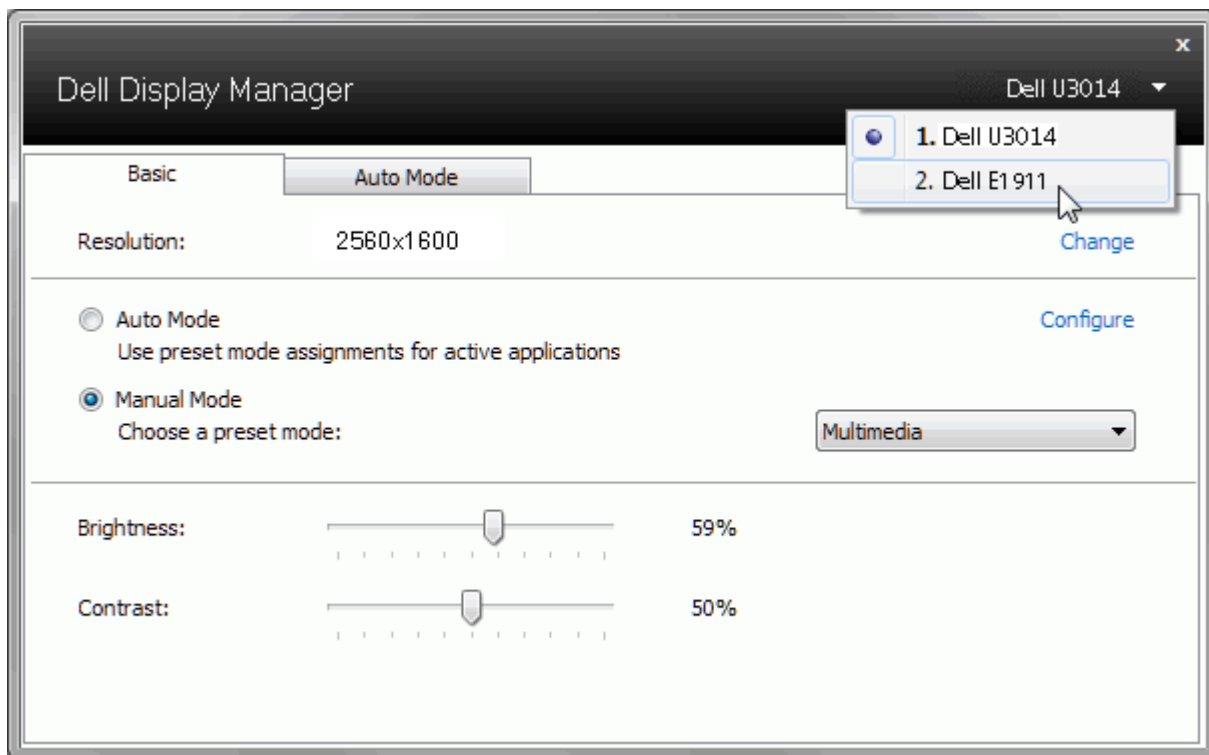 x
Dell Display Manager
Dell U3014
1. Dell U3014
2. Dell E1911
Basic
Auto Mode
Resolution:
2560x1600
Change
Auto Mode
Configure
Use preset mode assignments for active applications
Manual Mode
Choose a preset mode:
Multimedia
Brightness:
59%
Contrast:
50%